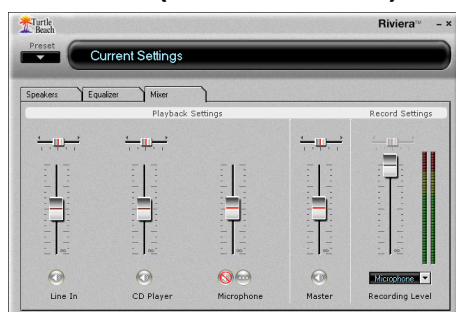 Turtle
Beach
Riviera™
Preset
Current Settings
Speakers
Equalizer
Mixer
Playback Settings
Record Settings
Line In
CD Player
Microphone
Master
Microphone
Recording Level